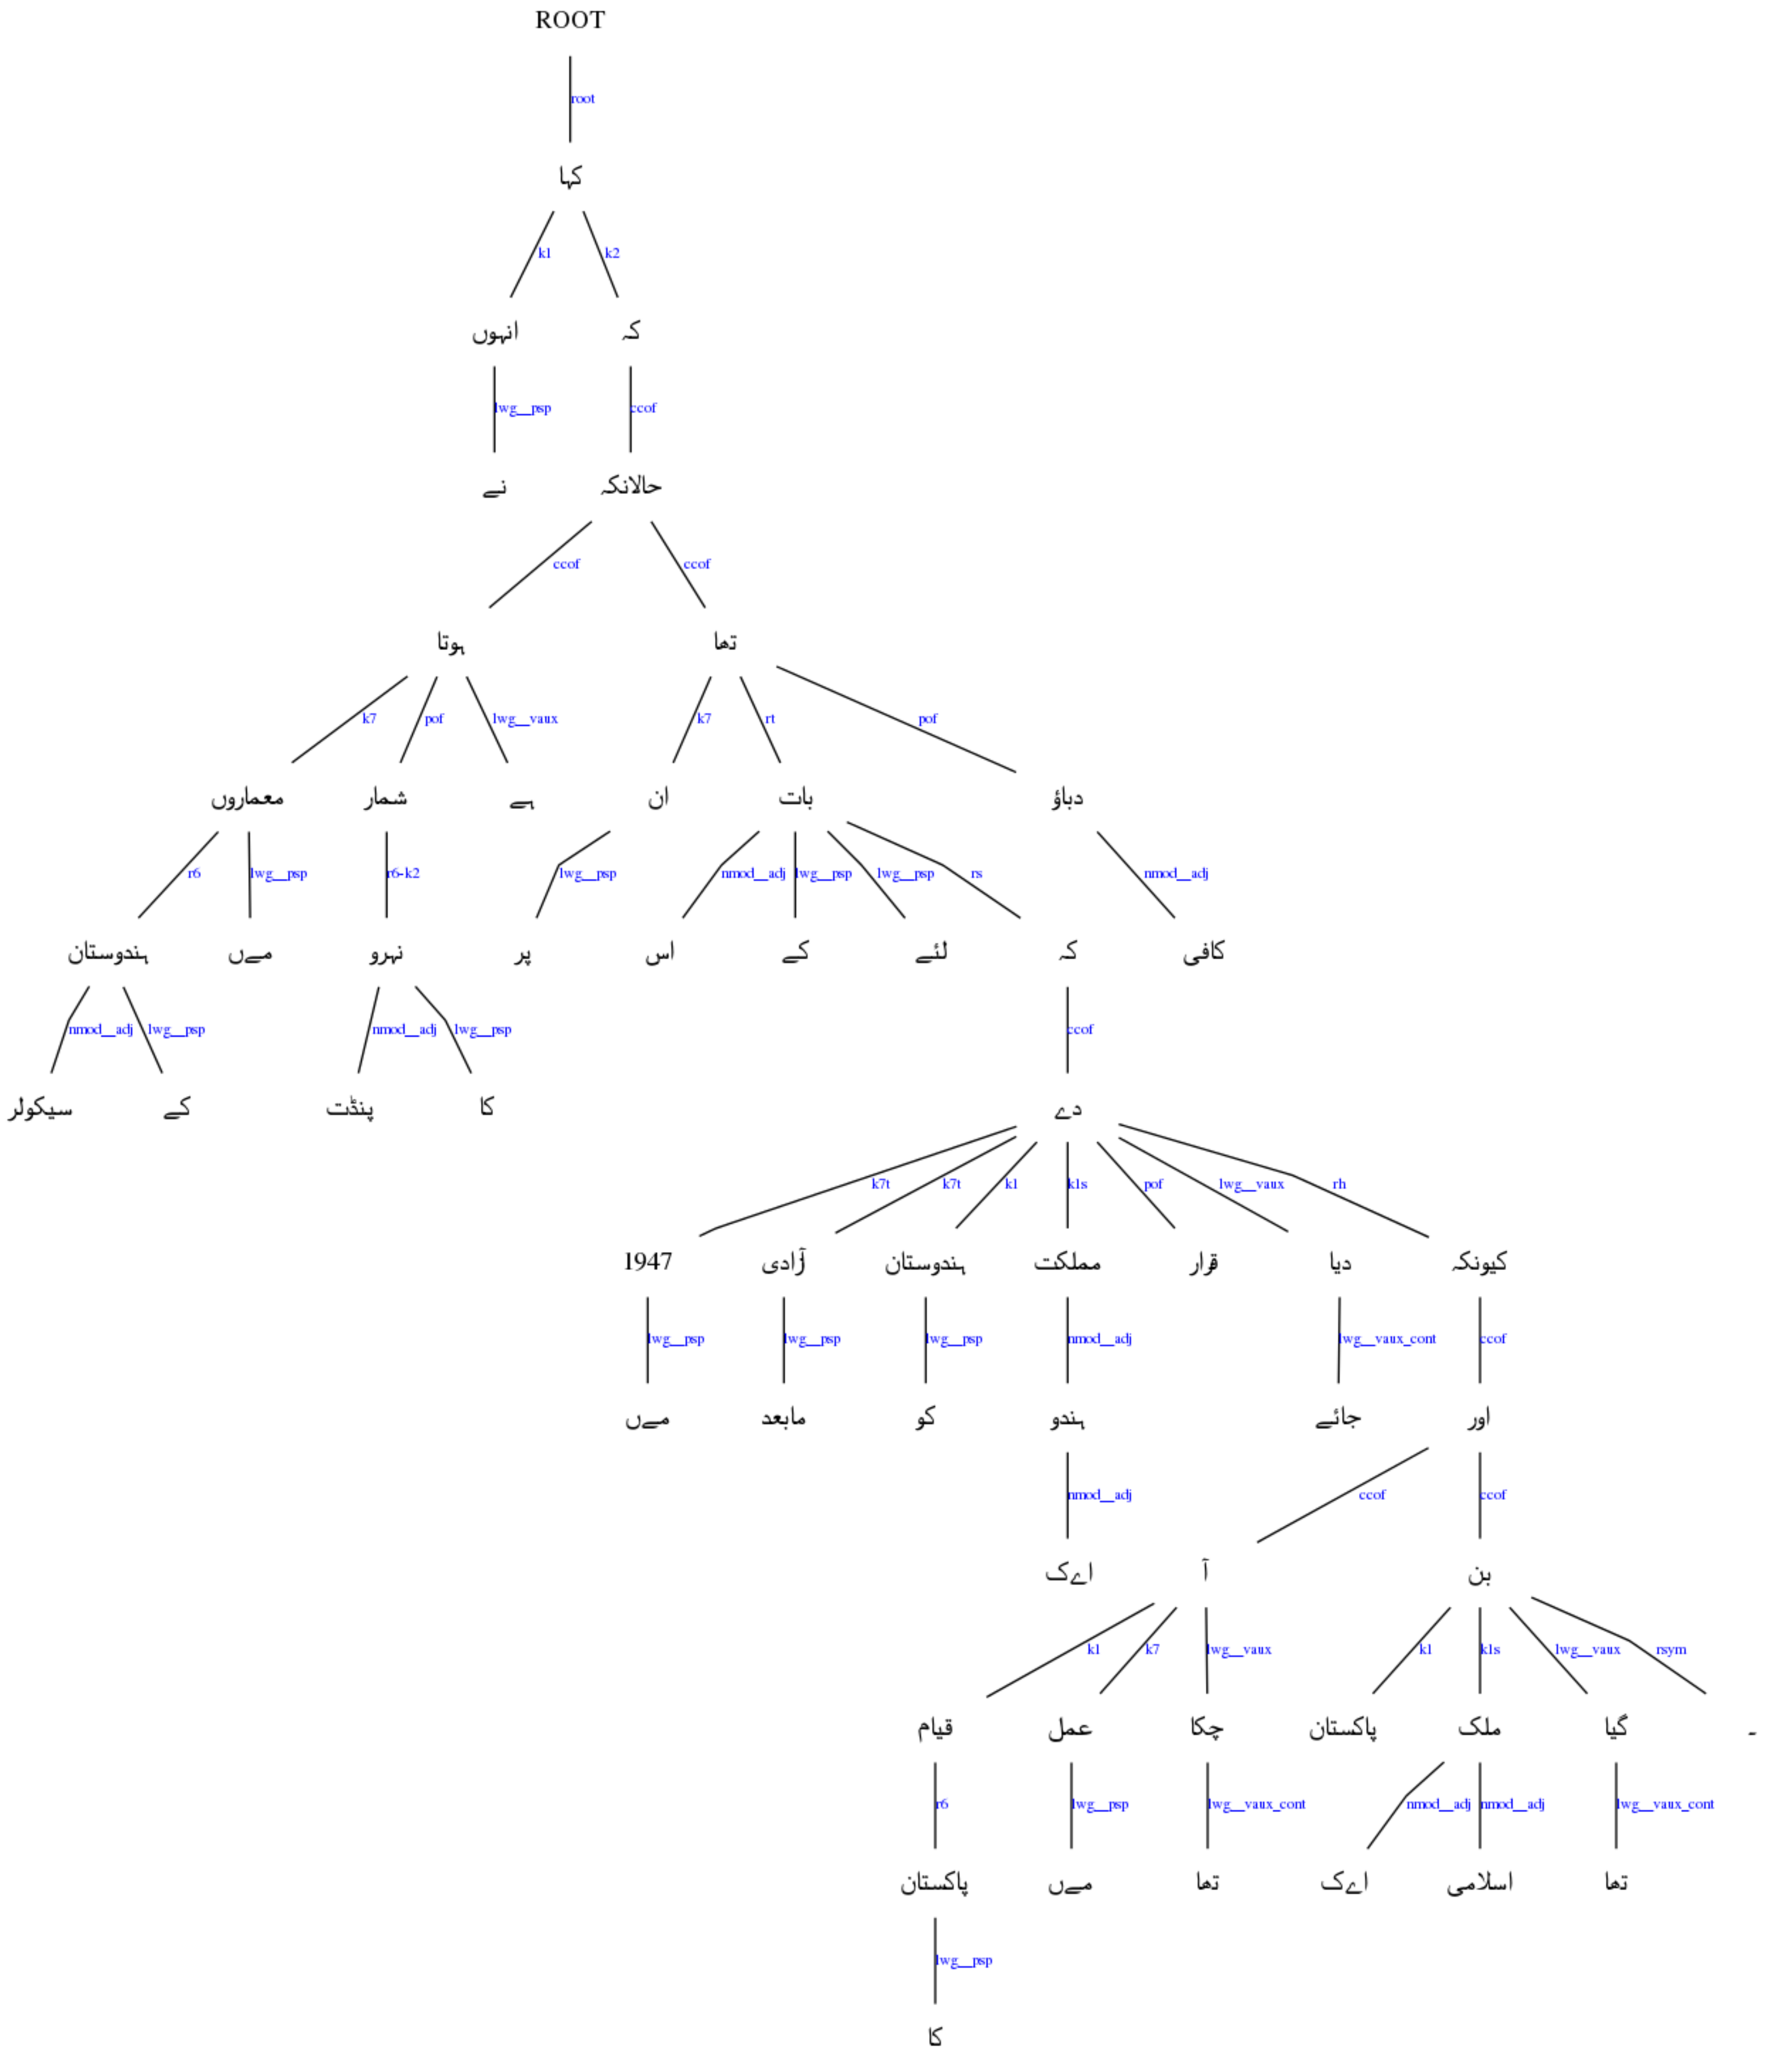 ROOT
root
کہا
k1 k2
انہوں کہ
lwg__psp ccof
نے حالانکہ
ccof ccof
ہوتا تھا
k7 pof lwg__vaux k7 rt pof
معماروں شمار ہے ان بات دباؤ
r6 lwg__psp r6-k2 lwg__psp nmod__adj lwg__psp lwg__psp rs nmod__adj
ہندوستان مےں نہرو پر اس کے لئے کہ کافی
nmod__adj lwg__psp nmod__adj lwg__psp ccof
سیکولر کے پنڈت کا دے
k7t k7t k1 k1s pof lwg__vaux rh
1947 آزادی ہندوستان مملکت قرار دیا کیونکہ
lwg__psp lwg__psp lwg__psp nmod__adj lwg__vaux_cont ccof
مےں مابعد کو ہندو جائے اور
nmod__adj ccof ccof
اےک آ بن
k1 k7 lwg__vaux k1 k1s lwg__vaux rsym
قیام عمل چکا پاکستان ملک گیا ۔
r6 lwg__psp lwg__vaux_cont nmod__adj nmod__adj lwg__vaux_cont
پاکستان مےں تھا اےک اسلامی تھا
lwg__psp
کا